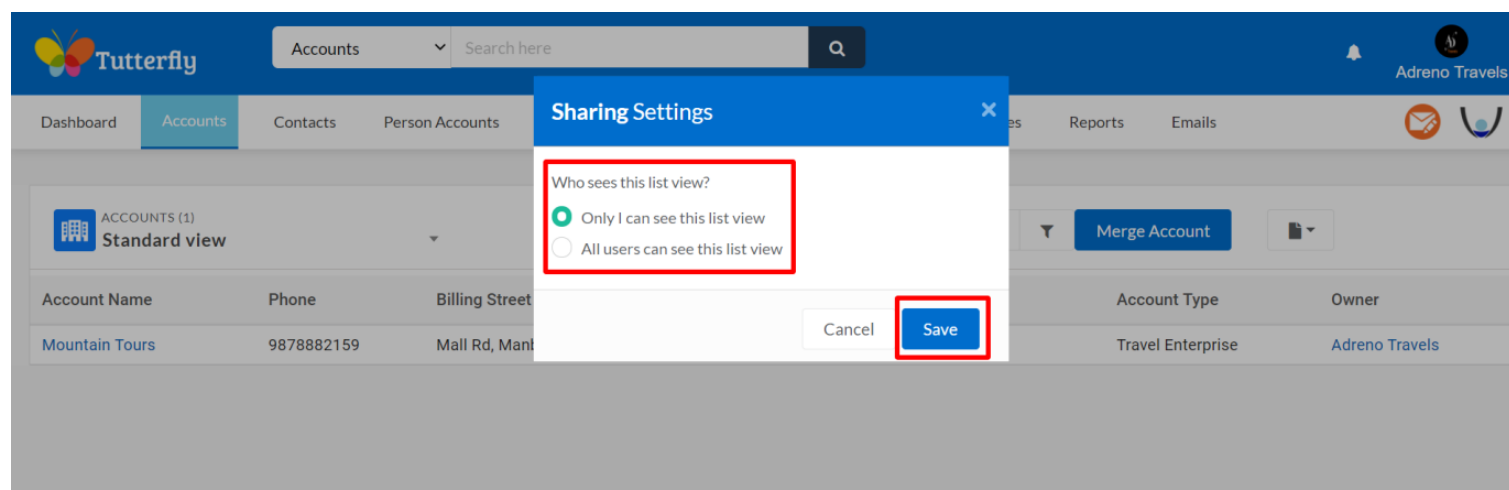 Tutterfly
Accounts
Search here
Adreno Travels
Dashboard
Accounts
Contacts
Person Accounts
es
Reports
Emails
Sharing Settings
×
Who sees this list view?
Only I can see this list view
All users can see this list view
Cancel
Save
ACCOUNTS (1)
Standard view
Merge Account
Account Name
Phone
Billing Street
Account Type
Owner
Mountain Tours
9878882159
Mall Rd, Man
Travel Enterprise
Adreno Travels